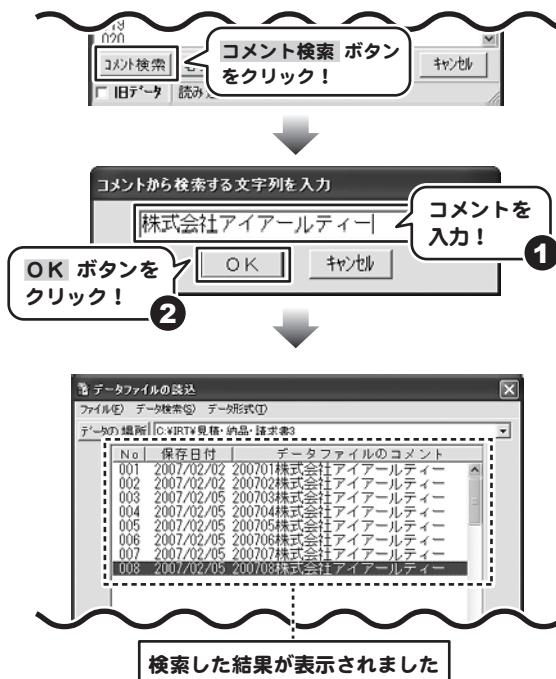 020
コメント検索 ボタン
をクリック！
コメント検索
キャンセル
旧データ
コメントから検索する文字列を入力
株式会社アイアールティー
コメントを
入力！
1
OK ボタンを
クリック！
2
OK
キャンセル
データファイルの読込
ファイル(F) データ検索(S) データ形式(T)
データの場所 C:¥IRT¥見積・納品・請求書3
No 保存日付 データファイルのコメント
001 2007/02/02 200701株式会社アイアールティー
002 2007/02/02 200702株式会社アイアールティー
003 2007/02/05 200703株式会社アイアールティー
004 2007/02/05 200704株式会社アイアールティー
005 2007/02/05 200705株式会社アイアールティー
006 2007/02/05 200706株式会社アイアールティー
007 2007/02/05 200707株式会社アイアールティー
008 2007/02/05 200708株式会社アイアールティー
検索した結果が表示されました